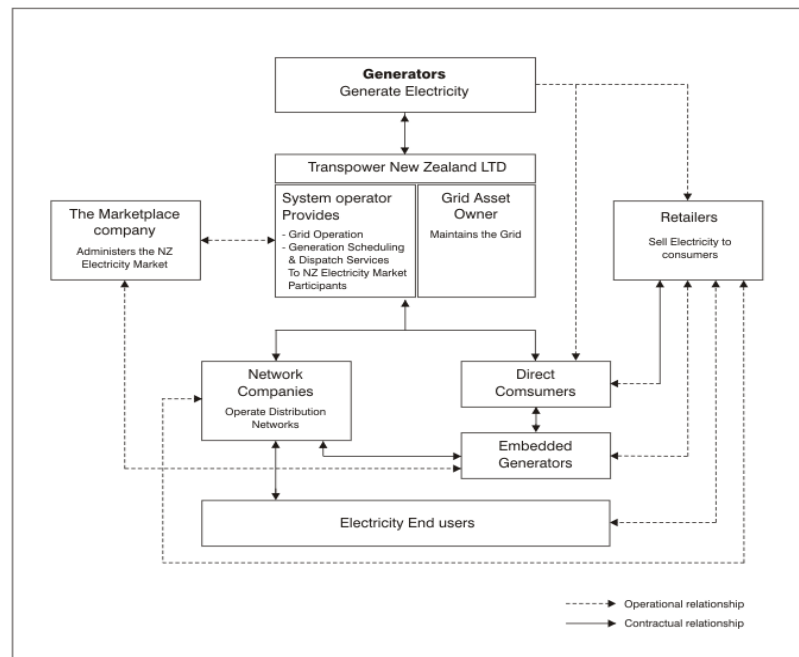 Generators
Generate Electricity
Transpower New Zealand LTD
System operator
Provides
- Grid Operation
- Generation Scheduling
& Dispatch Services
To NZ Electricity Market
Participants
Grid Asset
Owner
Maintains the Grid
The Marketplace
company
Administers the NZ
Electricity Market
Retailers
Sell Electricity to
consumers
Network
Companies
Operate Distribution
Networks
Direct
Comsumers
Embedded
Generators
Electricity End users
Operational relationship
Contractual relationship